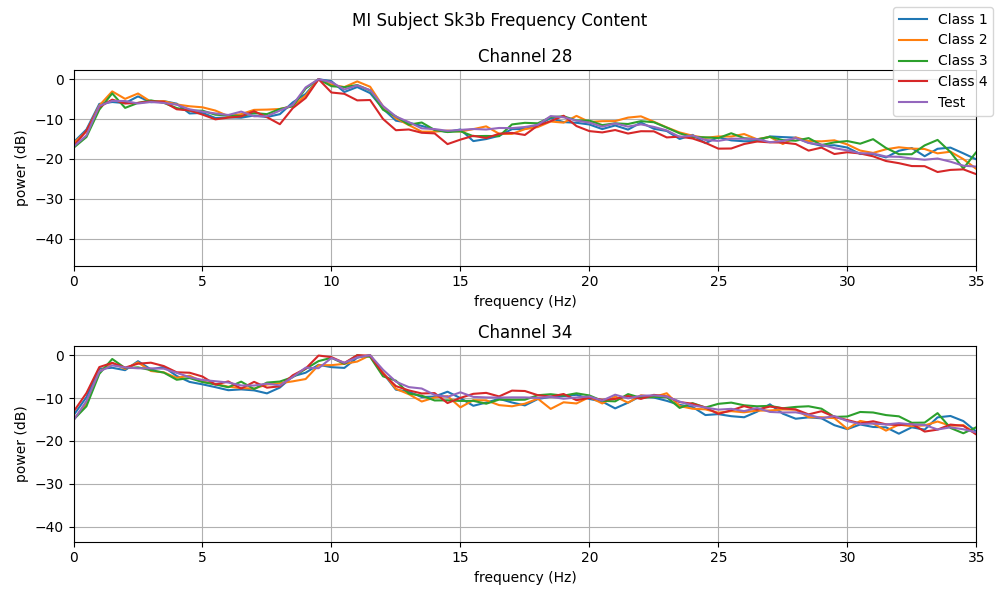 MI Subject Sk3b Frequency Content
Class 1
Class 2
Class 3
Class 4
Test
Channel 28
0
−10
−20
−30
−40
power (dB)
0 5 10 15 20 25 30 35
frequency (Hz)
Channel 34
0
−10
−20
−30
−40
power (dB)
0 5 10 15 20 25 30 35
frequency (Hz)